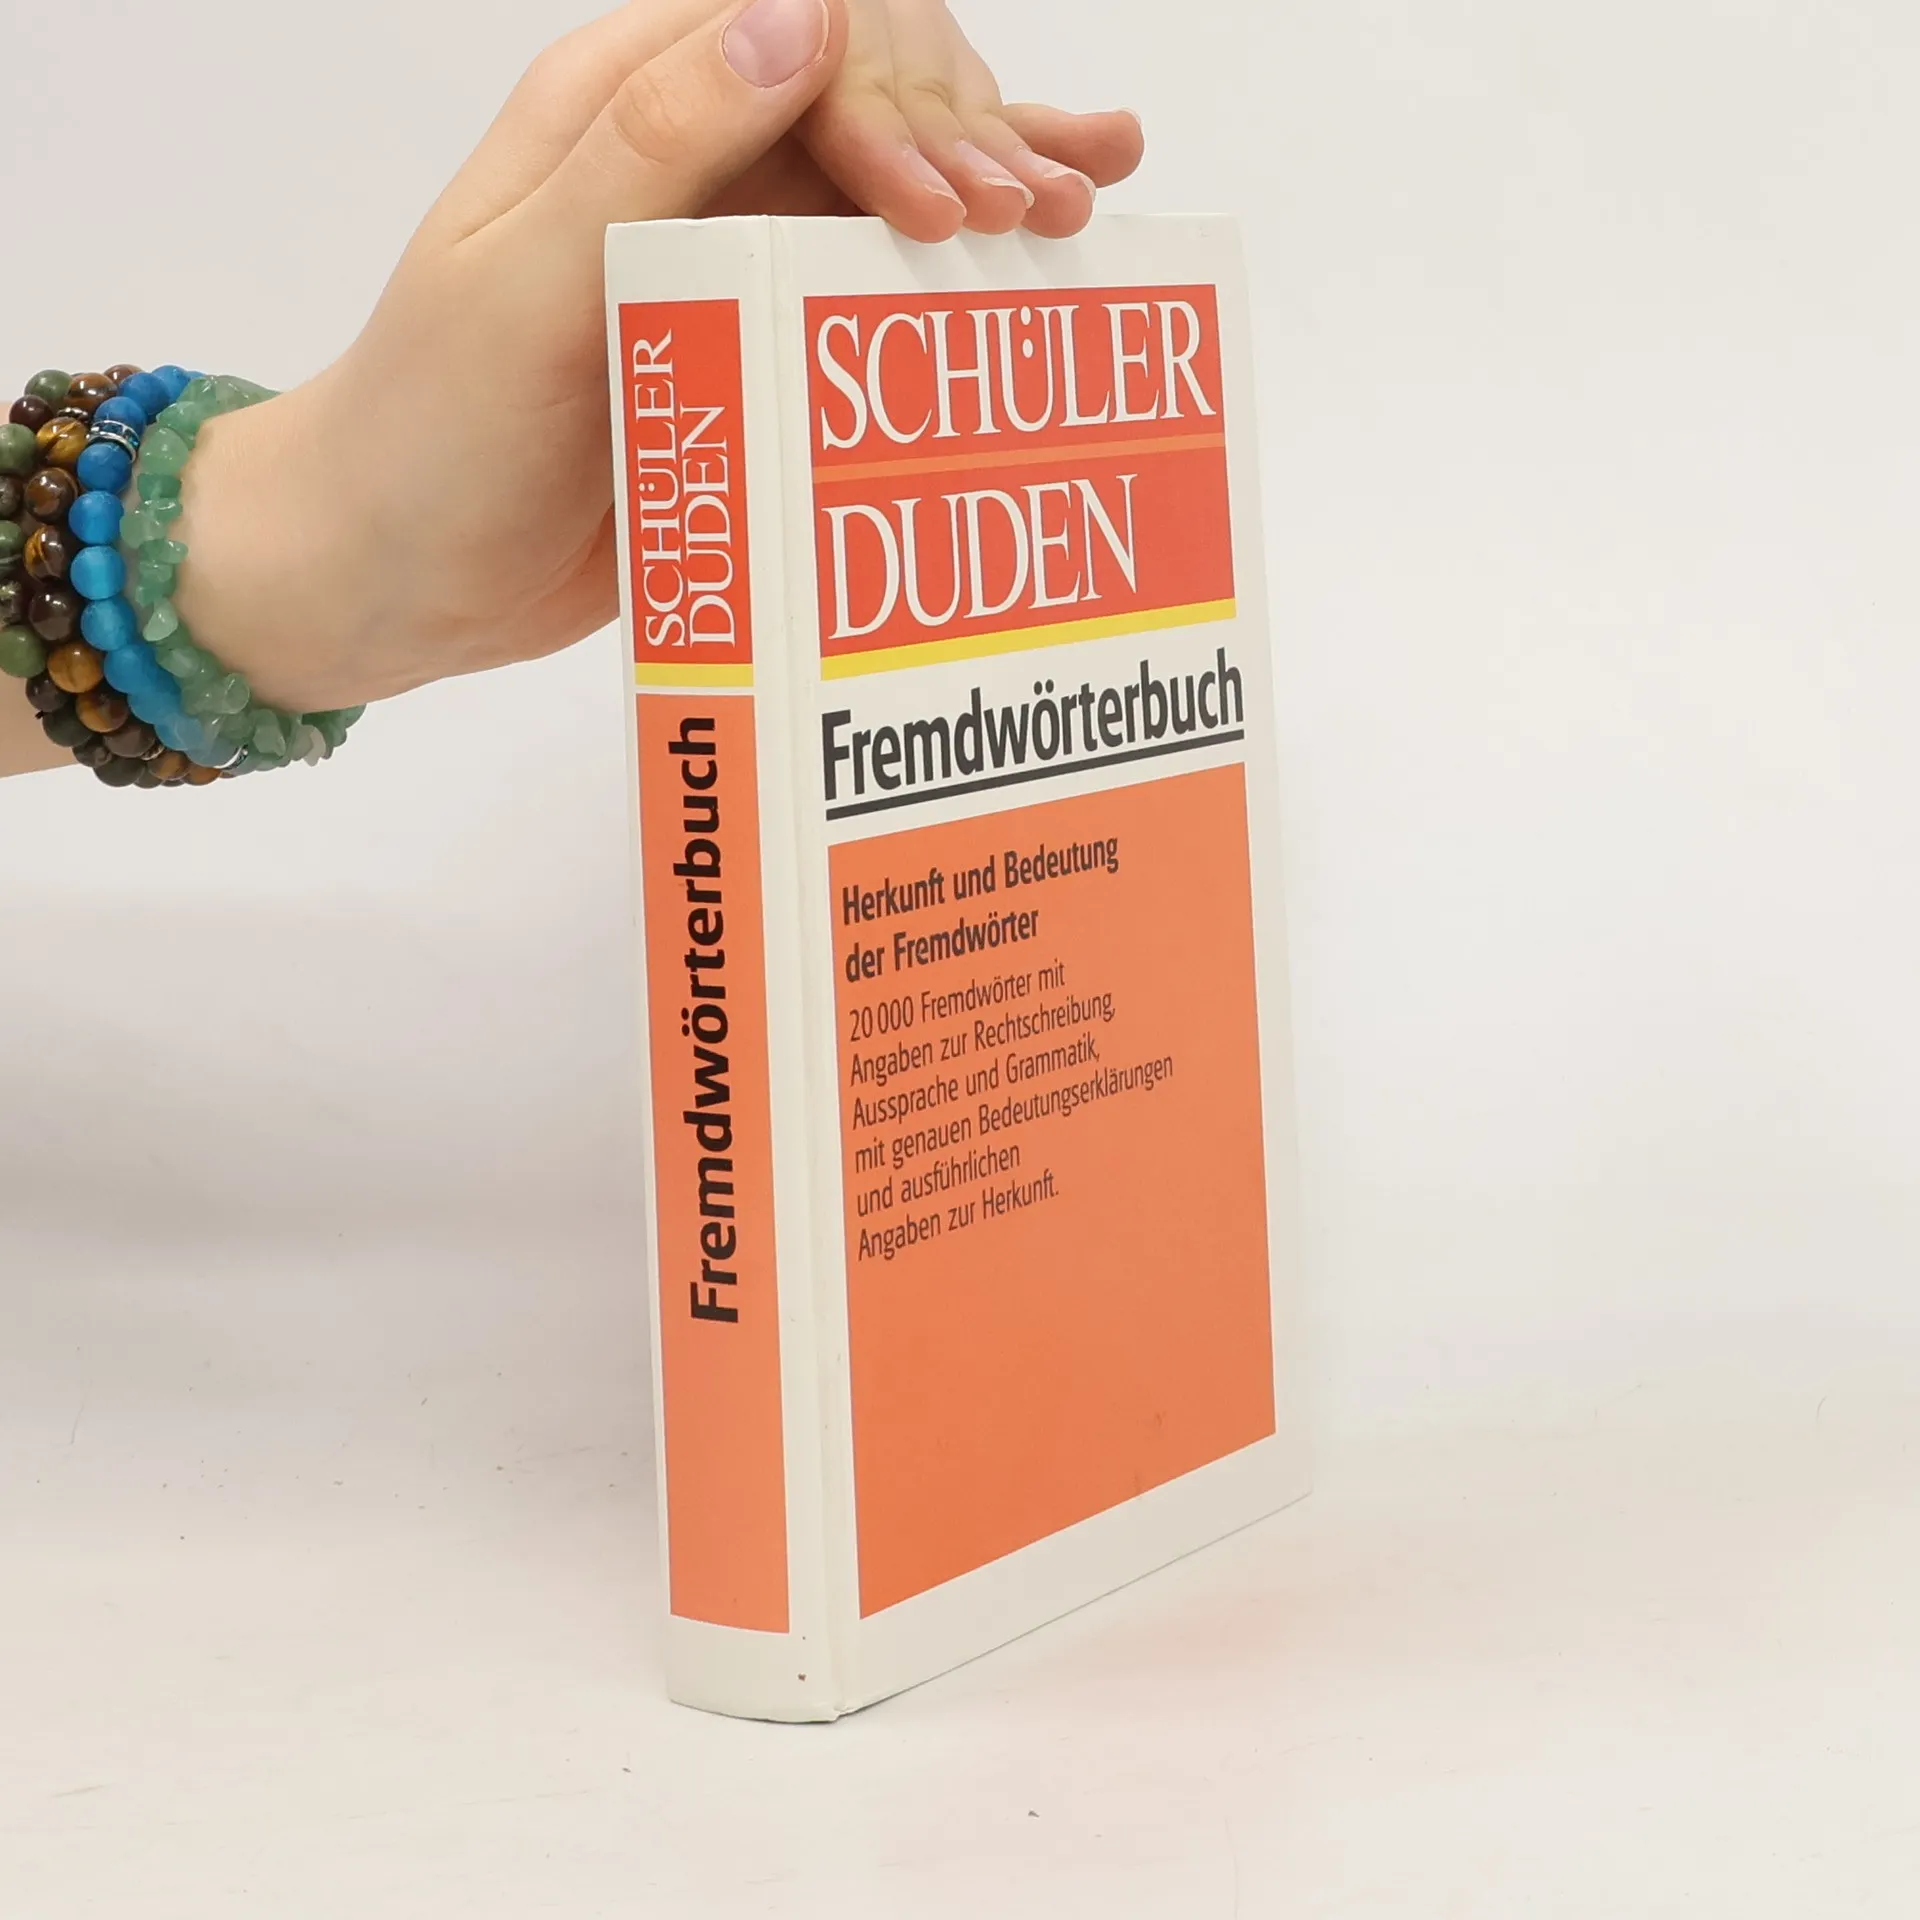 SCHÜLER
DUDEN
Fremdwörterbuch
SCHÜLER
DUDEN
Fremdwörterbuch
Herkunft und Bedeutung
der Fremdwörter
20 000 Fremdwörter mit
Angaben zur Rechtschreibung,
Aussprache und Grammatik,
mit genauen Bedeutungserklärungen
und ausführlichen
Angaben zur Herkunft.